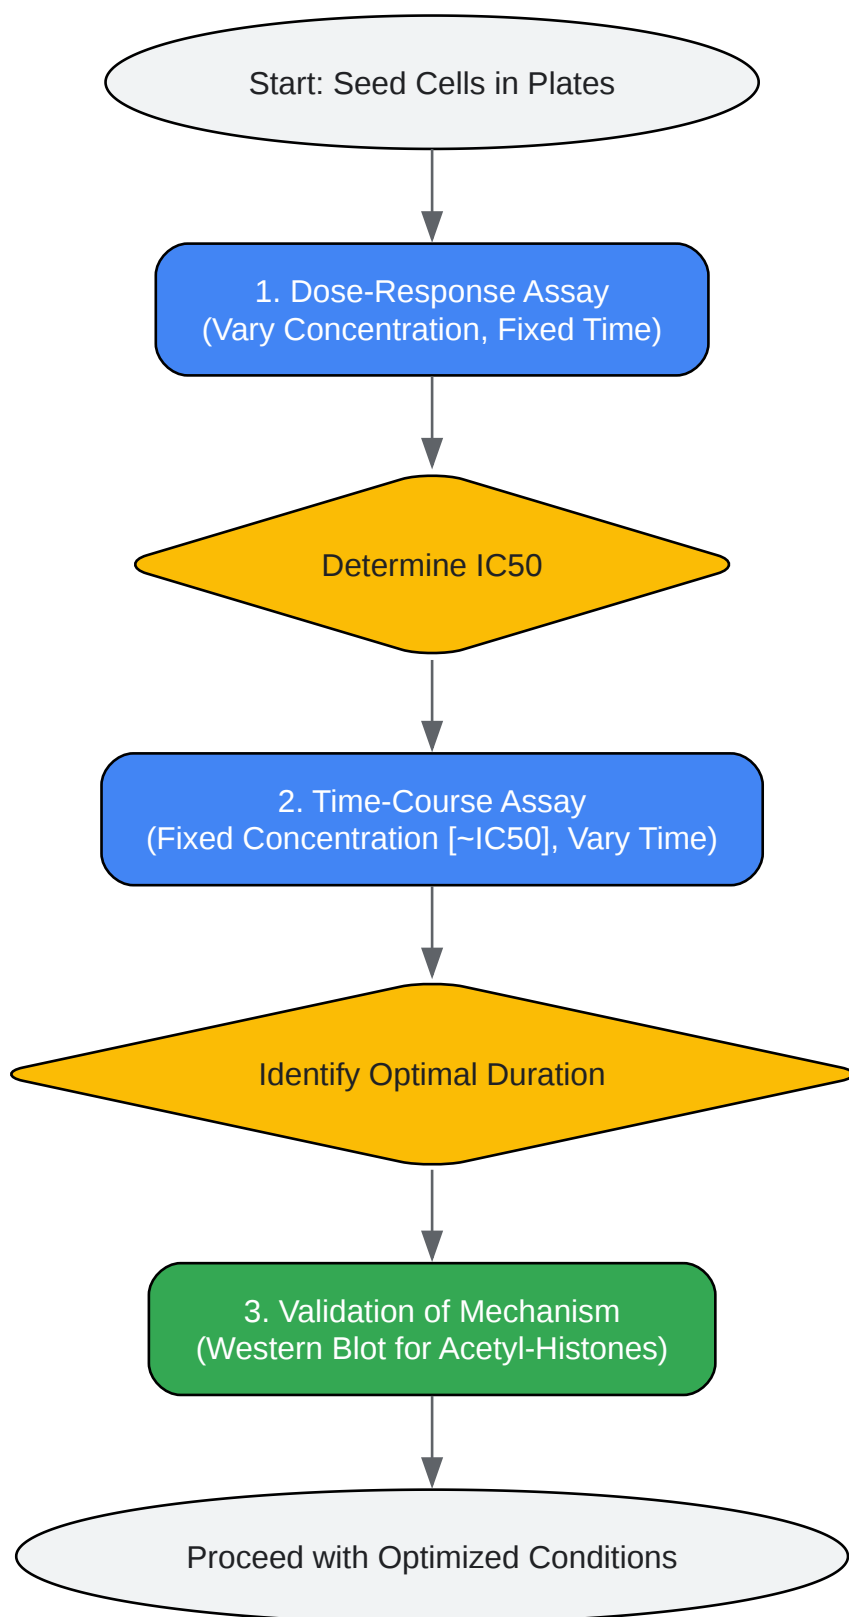 Start: Seed Cells in Plates
1. Dose-Response Assay
(Vary Concentration, Fixed Time)
Determine IC50
2. Time-Course Assay
(Fixed Concentration [~IC50], Vary Time)
Identify Optimal Duration
3. Validation of Mechanism
(Western Blot for Acetyl-Histones)
Proceed with Optimized Conditions